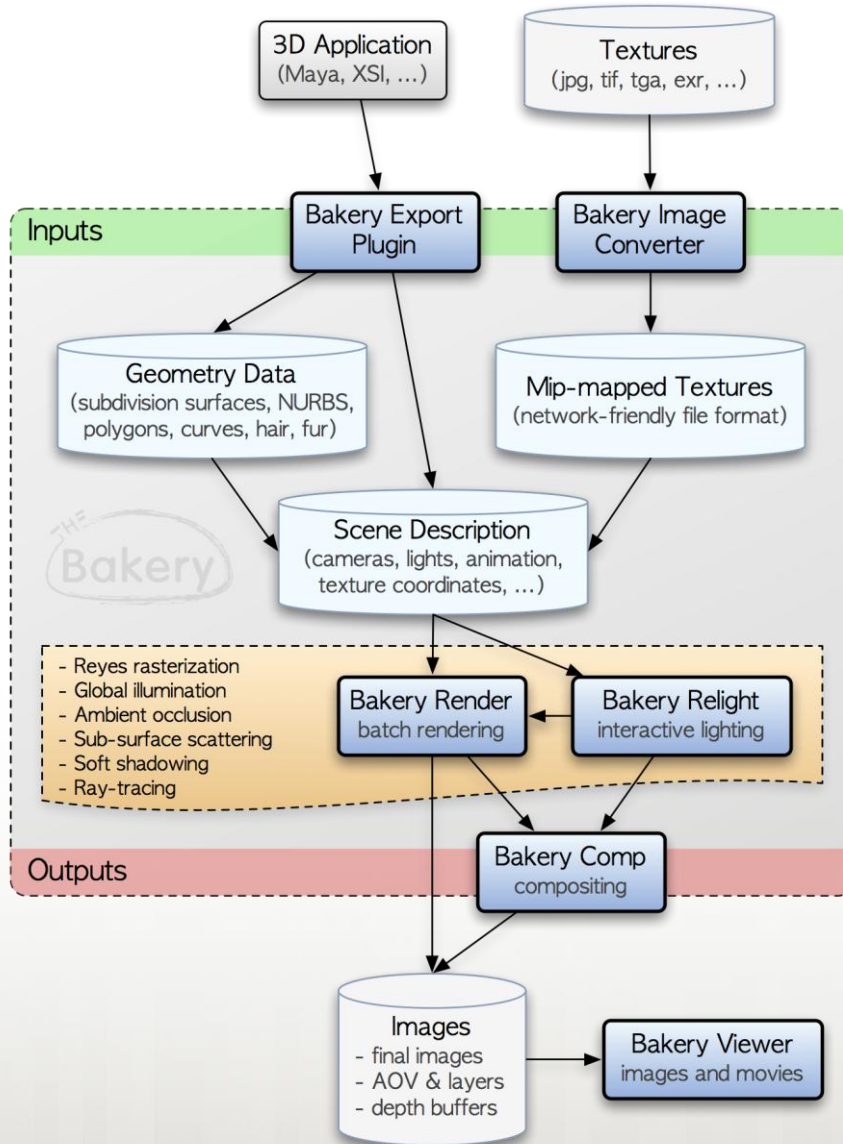 3D Application
(Maya, XSI, ...)
Textures
(jpg, tif, tga, exr, ...)
Inputs
Bakery Export
Plugin
Bakery Image
Converter
Geometry Data
(subdivision surfaces, NURBS,
polygons, curves, hair, fur)
Mip-mapped Textures
(network-friendly file format)
THE
Bakery
Scene Description
(cameras, lights, animation,
texture coordinates, ...)
- Reyes rasterization
- Global illumination
- Ambient occlusion
- Sub-surface scattering
- Soft shadowing
- Ray-tracing
Bakery Render
batch rendering
Bakery Relight
interactive lighting
Outputs
Bakery Comp
compositing
Images
- final images
- AOV & layers
- depth buffers
Bakery Viewer
images and movies